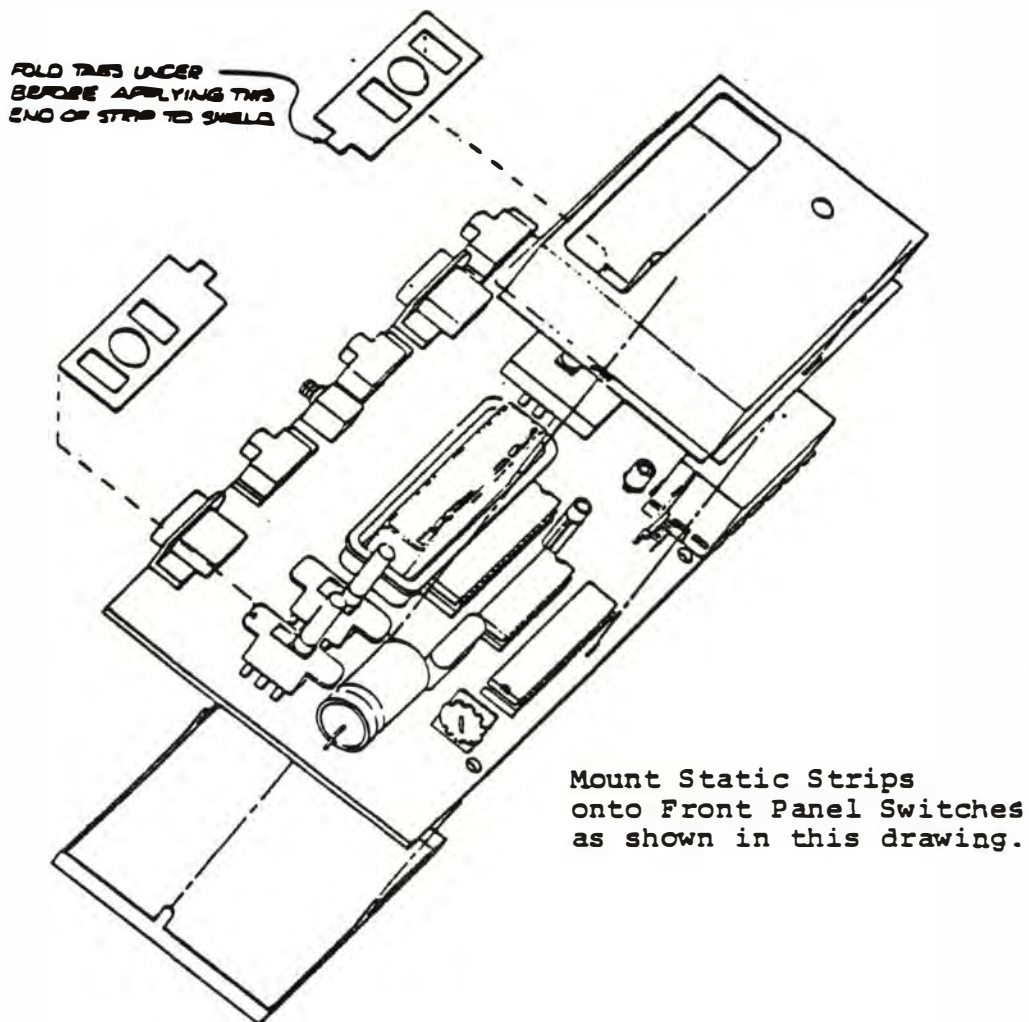 FOLD TABS UNDER
BEFORE APPLYING THIS
END OF STRIP TO SHIELD
Mount Static Strips
onto Front Panel Switches
as shown in this drawing.